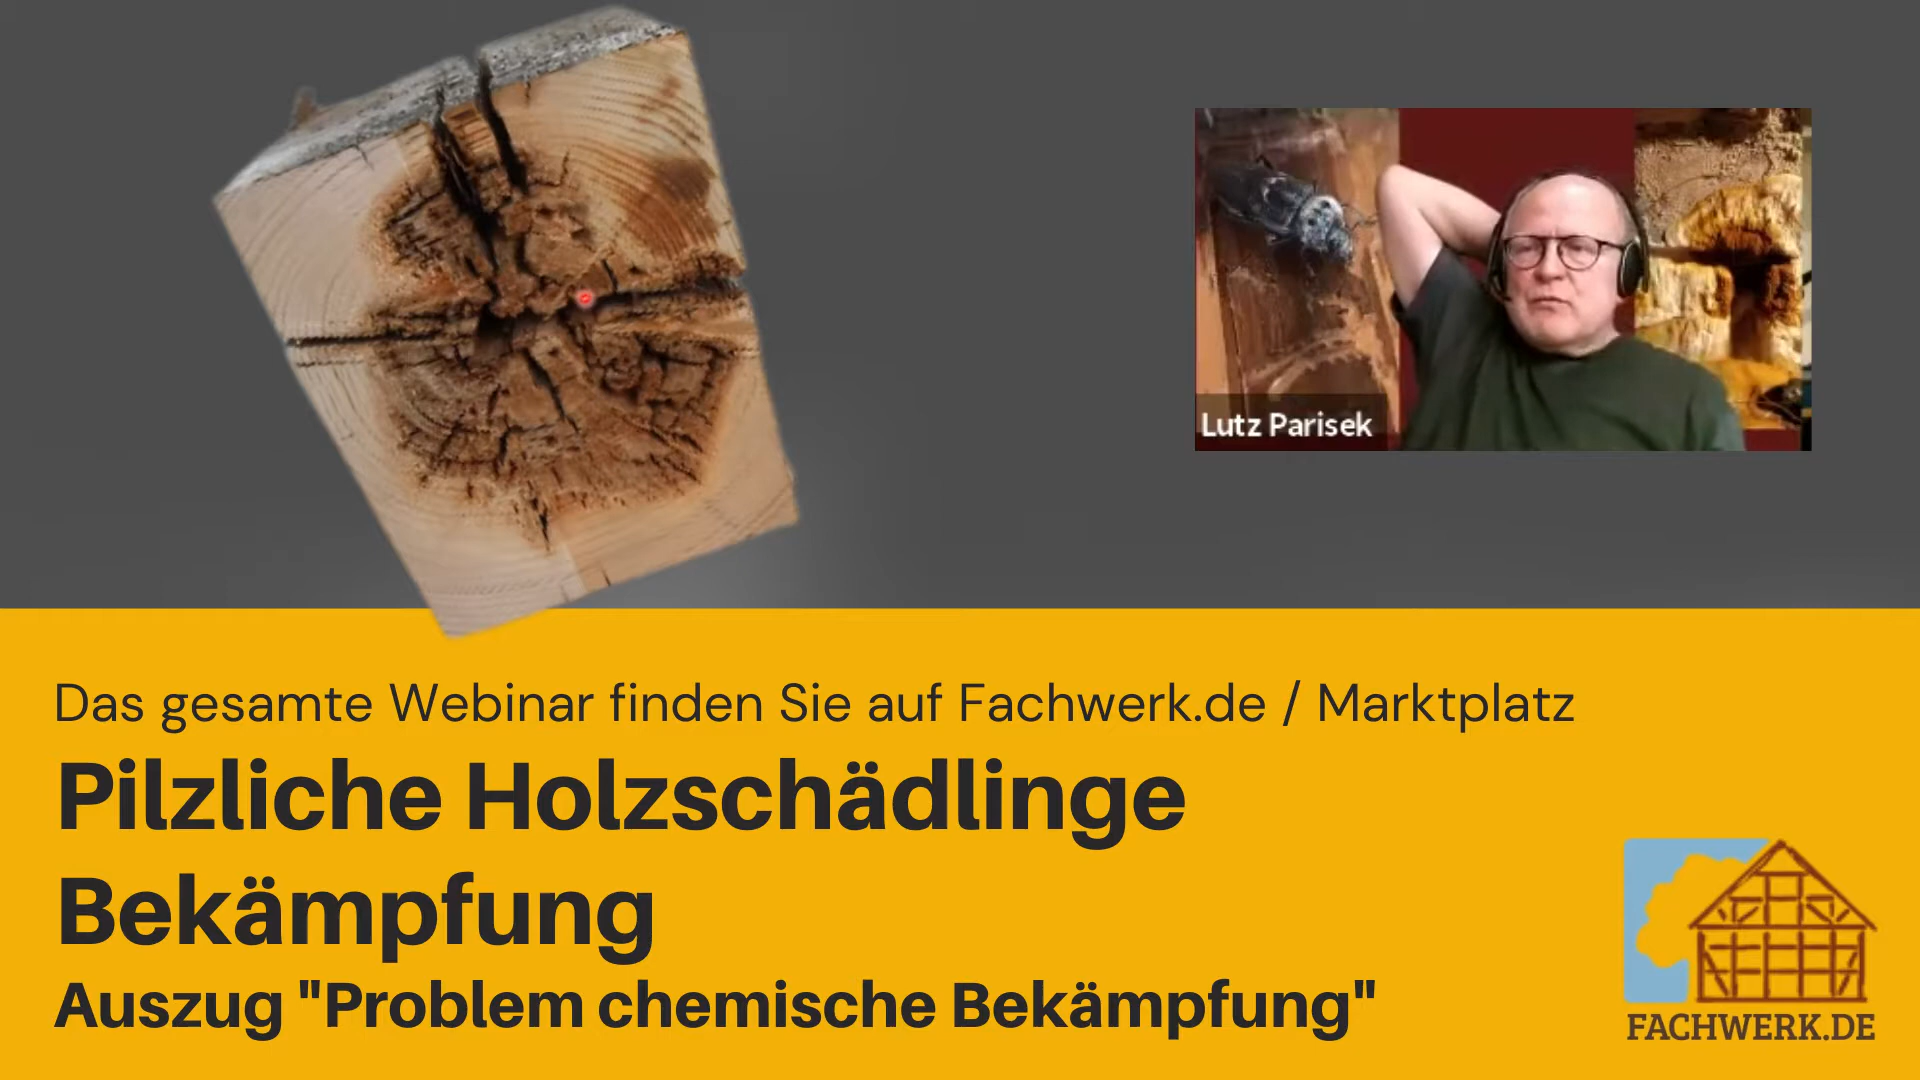 Lutz Parisek
Das gesamte Webinar finden Sie auf Fachwerk.de / Marktplatz
Pilzliche Holzschädlinge
Bekämpfung
Auszug "Problem chemische Bekämpfung"
FACHWERK.DE